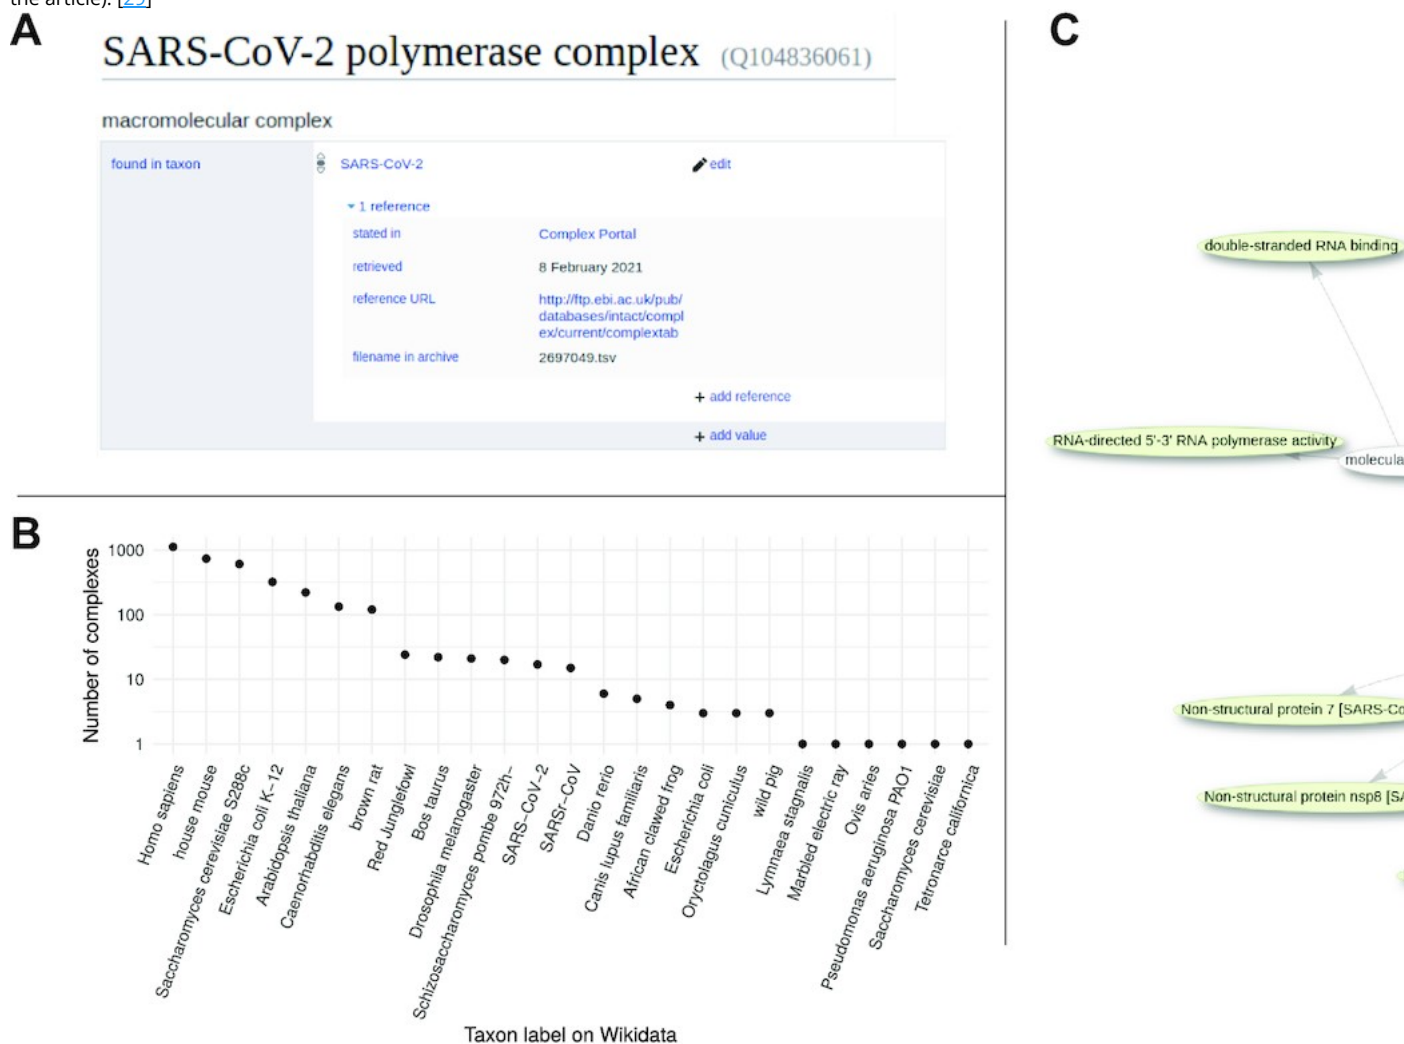 the article). [29]
A
SARS-CoV-2 polymerase complex (Q104836061)
macromolecular complex
found in taxon
SARS-CoV-2
edit
1 reference
stated in
Complex Portal
retrieved
8 February 2021
reference URL
http://ftp.ebi.ac.uk/pub/
databases/intact/compl
ex/current/complextab
filename in archive
2697049.tsv
+ add reference
+ add value
B
Number of complexes
1000
100
10
1
Homo sapiens
house mouse
Saccharomyces cerevisiae S288c
Escherichia coli K-12
Arabidopsis thaliana
Caenorhabditis elegans
brown rat
Red Junglefowl
Bos taurus
Drosophila melanogaster
Schizosaccharomyces pombe 972h-
SARS-CoV-2
SARSr-CoV
Danio rerio
Canis lupus familiaris
African clawed frog
Escherichia coli
Oryctolagus cuniculus
wild pig
Lymnaea stagnalis
Marbled electric ray
Ovis aries
Pseudomonas aeruginosa PAO1
Saccharomyces cerevisiae
Tetronarce californica
Taxon label on Wikidata
C
double-stranded RNA binding
RNA-directed 5'-3' RNA polymerase activity
molecula
Non-structural protein 7 [SARS-Co
Non-structural protein nsp8 [SA